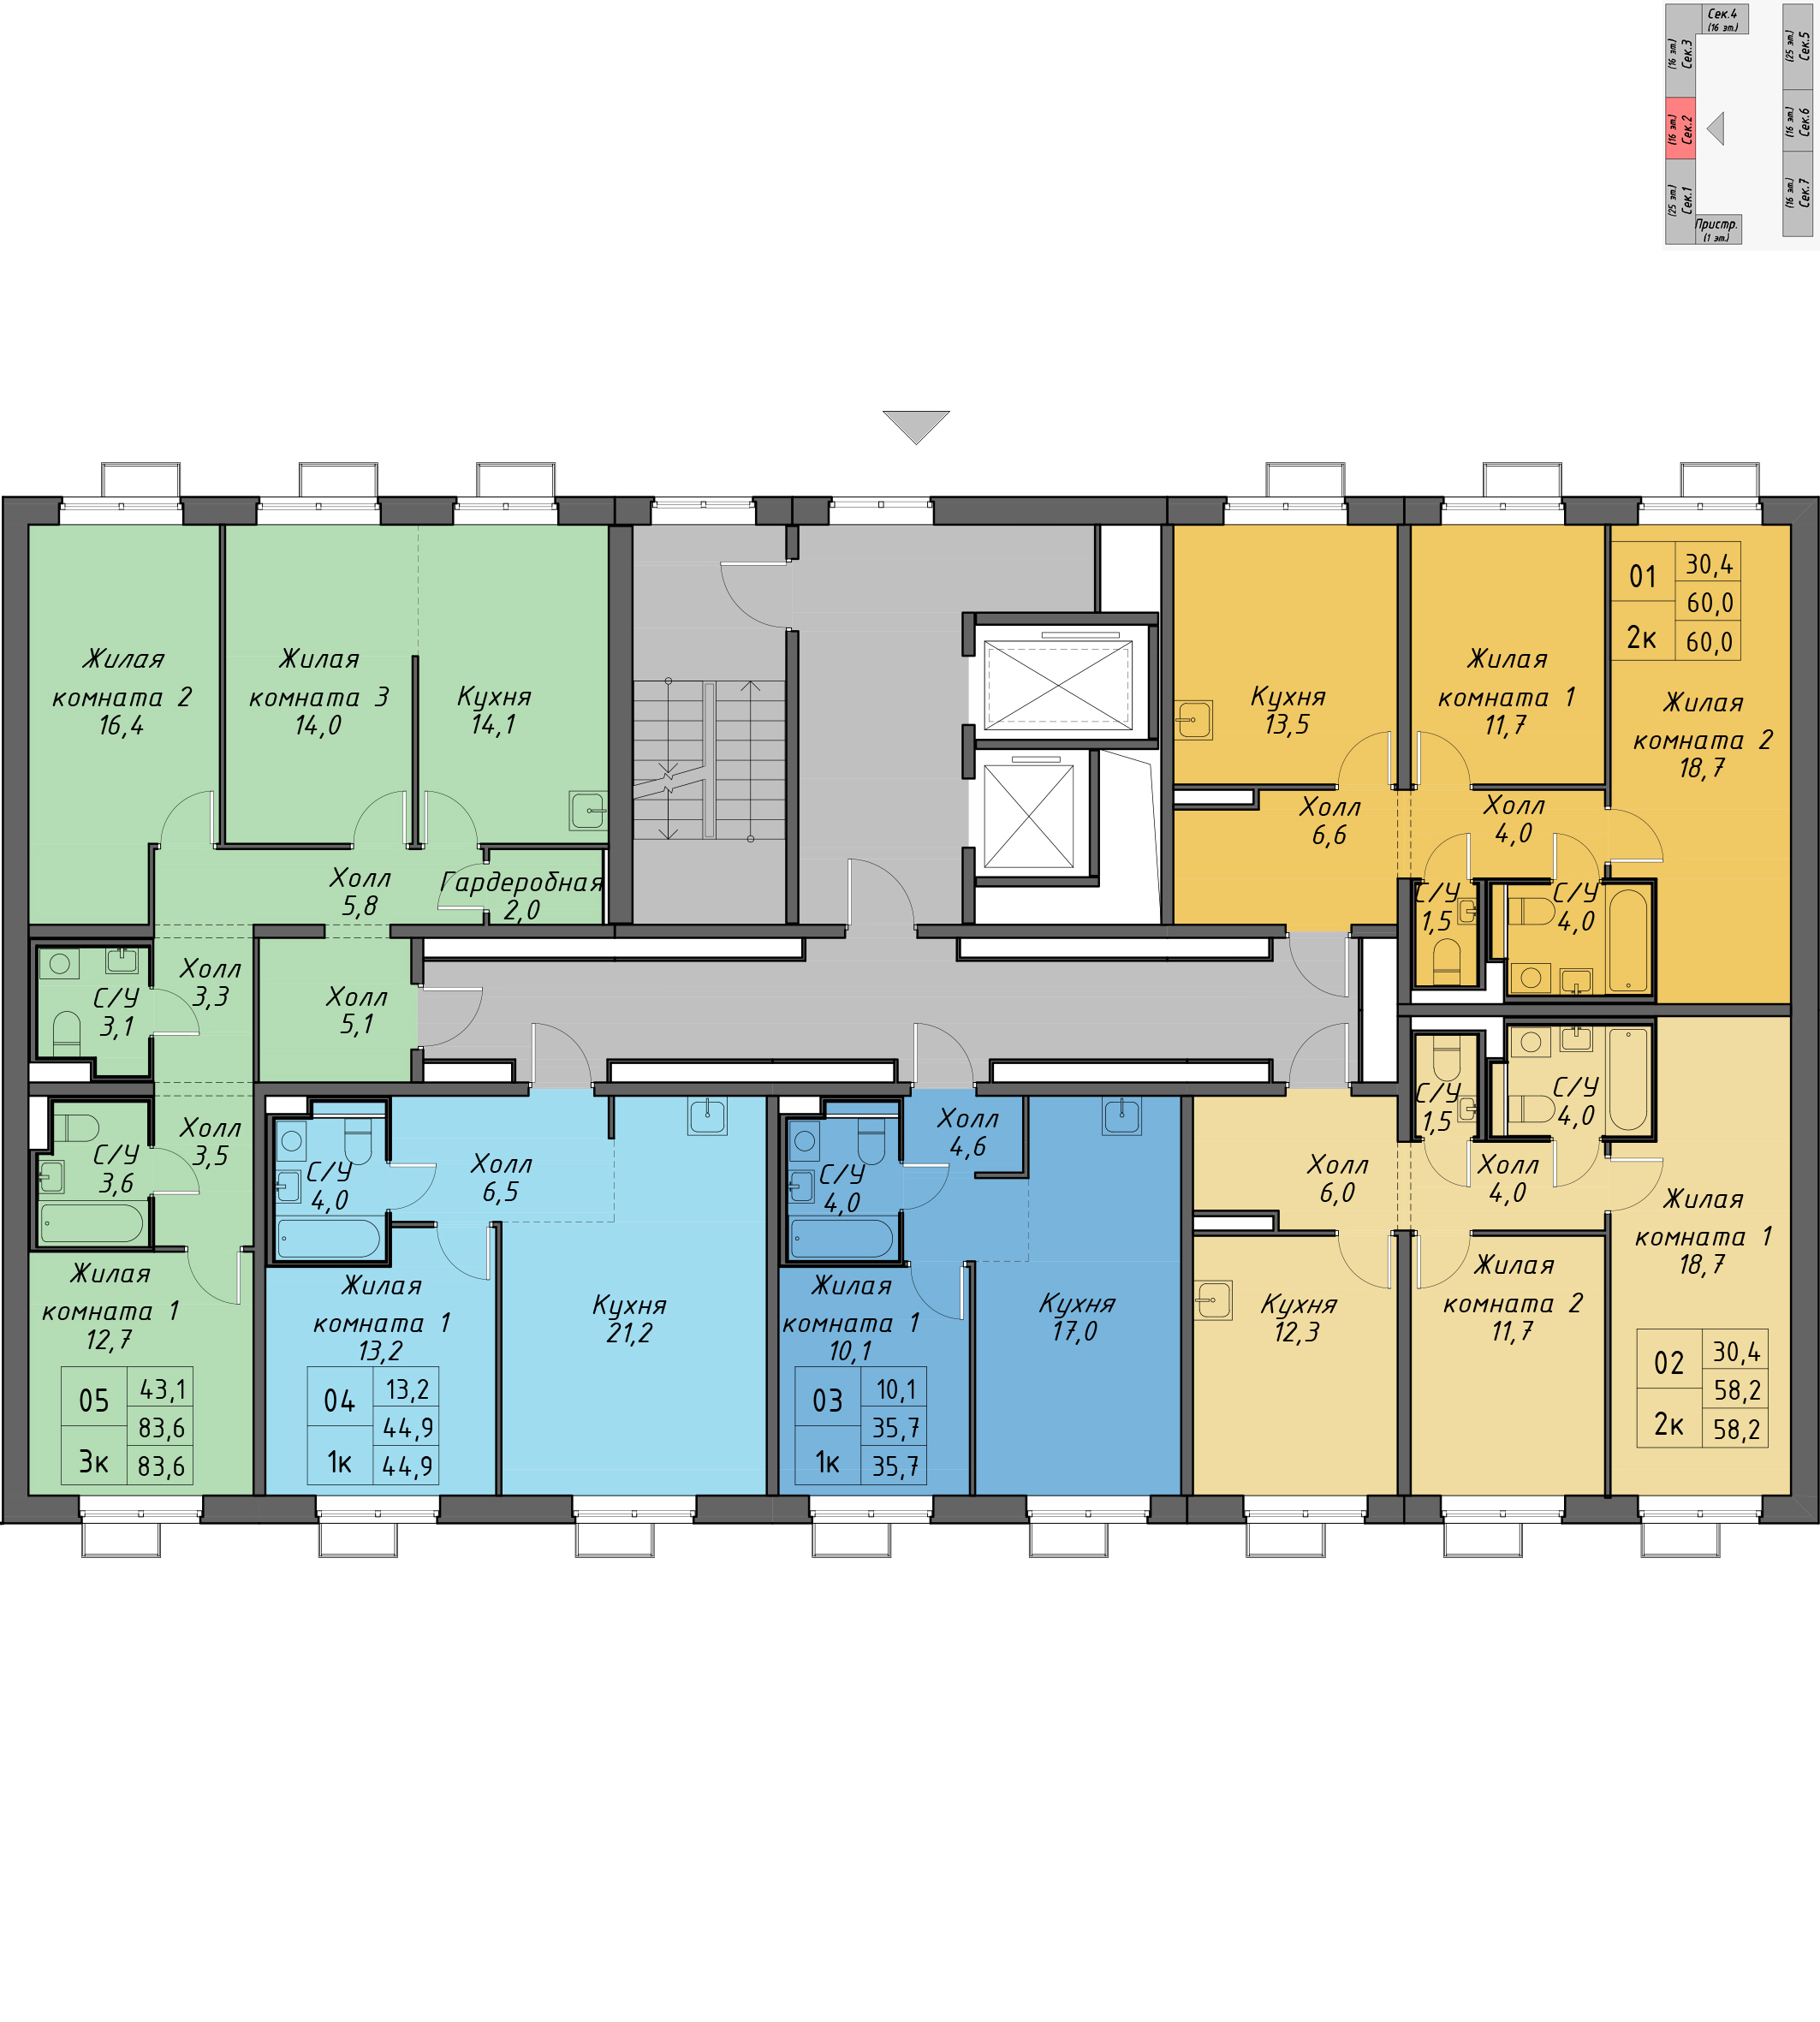 Сек.4
(16 эт.)
(16 эт.)
Сек.3
(16 эт.)
Сек.2
(25 эт.)
Сек.1
Пристр.
(1 эт.)
(25 эт.)
Сек.5
(16 эт.)
Сек.6
(16 эт.)
Сек.7
Жилая
комната 2
16,4
Жилая
комната 3
14,0
Кухня
14,1
Холл
5,8
Гардеробная
2,0
Холл
3,3
С/У
3,1
Холл
5,1
Холл
3,5
С/У
3,6
Жилая
комната 1
12,7
05
3к
43,1
83,6
83,6
С/У
4,0
Холл
6,5
Жилая
комната 1
13,2
Кухня
21,2
04
1к
13,2
44,9
44,9
С/У
4,0
Холл
4,6
Жилая
комната 1
10,1
Кухня
17,0
03
1к
10,1
35,7
35,7
Кухня
13,5
Жилая
комната 1
11,7
01
2к
30,4
60,0
60,0
Жилая
комната 2
18,7
Холл
6,6
Холл
4,0
С/У
1,5
С/У
4,0
С/У
1,5
С/У
4,0
Холл
6,0
Холл
4,0
Жилая
комната 1
18,7
Кухня
12,3
Жилая
комната 2
11,7
02
2к
30,4
58,2
58,2